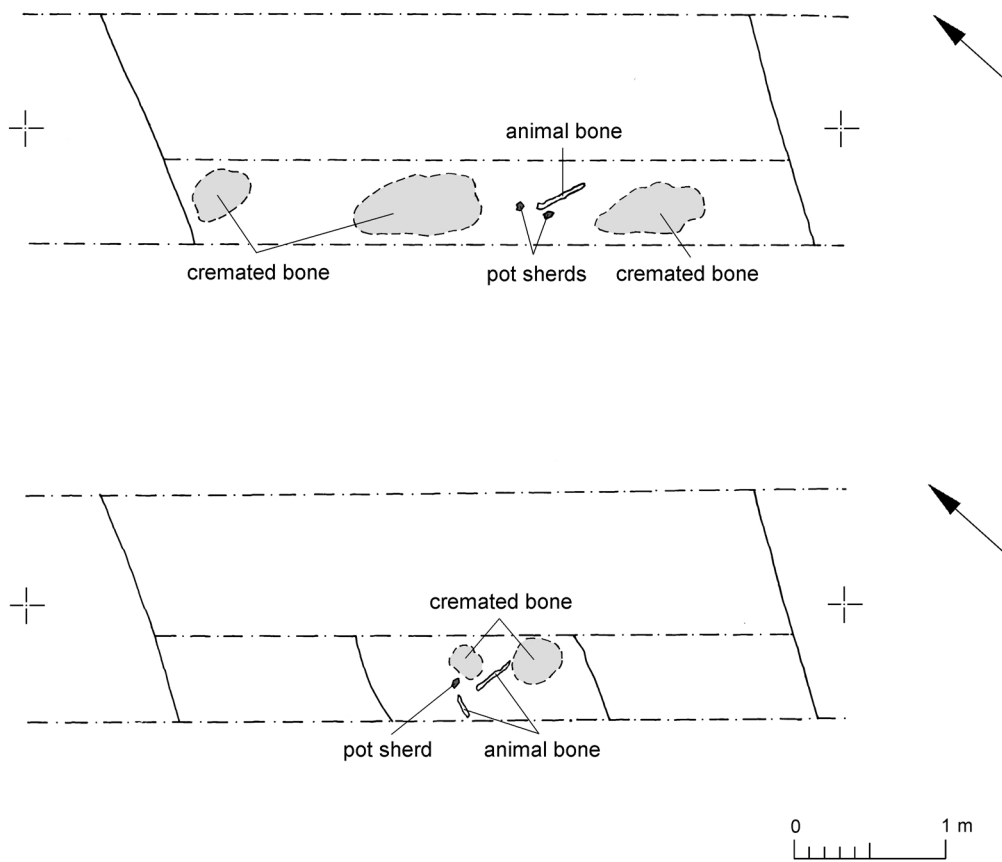 animal bone
cremated bone
pot sherds
cremated bone
cremated bone
pot sherd
animal bone
0
1 m